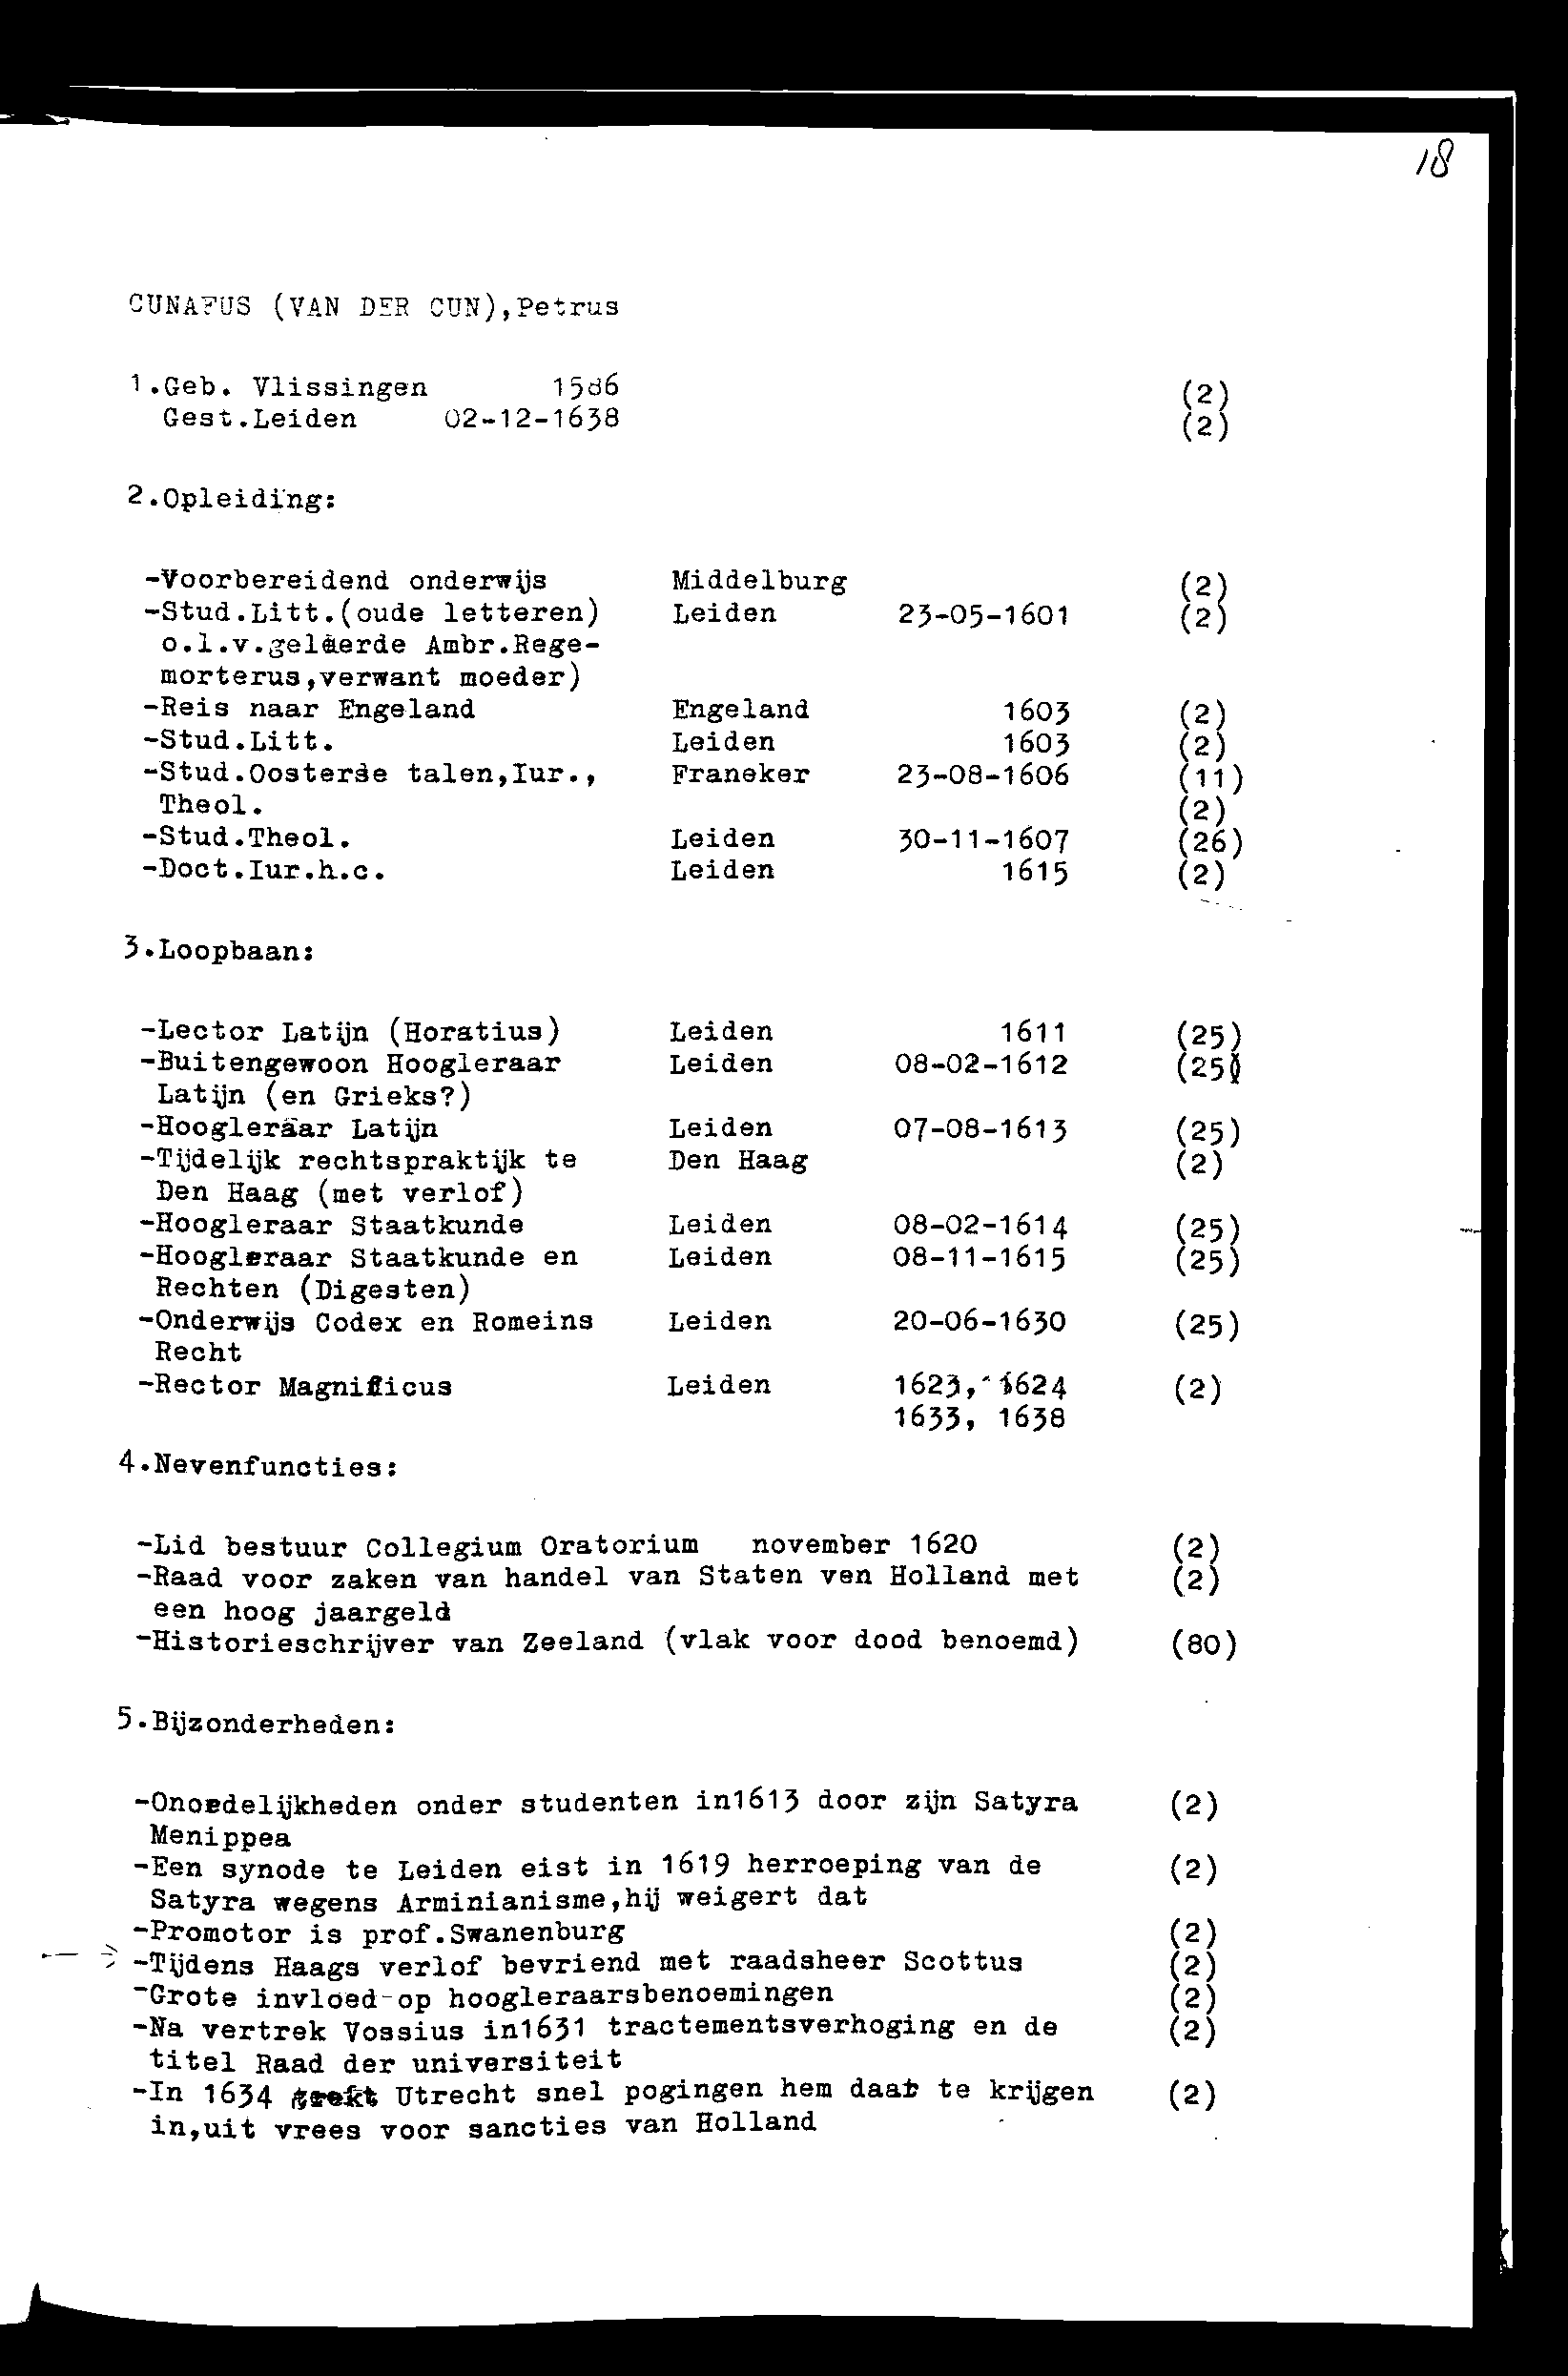 18
CUNAEUS (VAN DER CUN),Petrus
1.Geb. Vlissingen 1586 (2)
Gest.Leiden 02-12-1638 (2)
2.Opleiding:
-Voorbereidend onderwijs Middelburg (2)
-Stud.Litt.(oude letteren) Leiden 23-05-1601 (2)
o.l.v.geleerde Ambr.Rege-
morterus,verwant moeder)
-Reis naar Engeland Engeland 1603 (2)
-Stud.Litt. Leiden 1603 (2)
-Stud.Oosterse talen,Iur., Franeker 23-08-1606 (11)
Theol. (2)
-Stud.Theol. Leiden 30-11-1607 (26)
-Doct.Iur.h.c. Leiden 1615 (2)
3.Loopbaan:
-Lector Latijn (Horatius) Leiden 1611 (25)
-Buitengewoon Hoogleraar Leiden 08-02-1612 (25)
Latijn (en Grieks?)
-Hoogleraar Latijn Leiden 07-08-1613 (25)
-Tijdelijk rechtspraktijk te Den Haag (2)
Den Haag (met verlof)
-Hoogleraar Staatkunde Leiden 08-02-1614 (25)
-Hoogleraar Staatkunde en Leiden 08-11-1615 (25)
Rechten (Digesten)
-Onderwijs Codex en Romeins Leiden 20-06-1630 (25)
Recht
-Rector Magnificus Leiden 1623, 1624 (2)
1633, 1638
4.Nevenfuncties:
-Lid bestuur Collegium Oratorium november 1620 (2)
-Raad voor zaken van handel van Staten ven Holland met (2)
een hoog jaargeld
-Historieschrijver van Zeeland (vlak voor dood benoemd) (80)
5.Bijzonderheden:
-Onordelijkheden onder studenten in1613 door zijn Satyra (2)
Menippea
-Een synode te Leiden eist in 1619 herroeping van de (2)
Satyra wegens Arminianisme,hij weigert dat
-Promotor is prof.Swanenburg (2)
-Tijdens Haags verlof bevriend met raadsheer Scottus (2)
-Grote invloed op hoogleraarsbenoemingen (2)
-Na vertrek Vossius in1631 tractementsverhoging en de (2)
titel Raad der universiteit
-In 1634 trekt Utrecht snel pogingen hem daar te krijgen (2)
in,uit vrees voor sancties van Holland